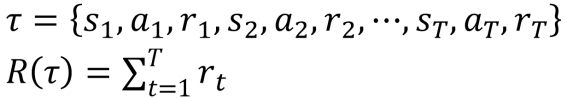 τ = {s₁, a₁, r₁, s₂, a₂, r₂, ⋯, s_T, a_T, r_T}
R(τ) = ∑_{t=1}^{T} r_t